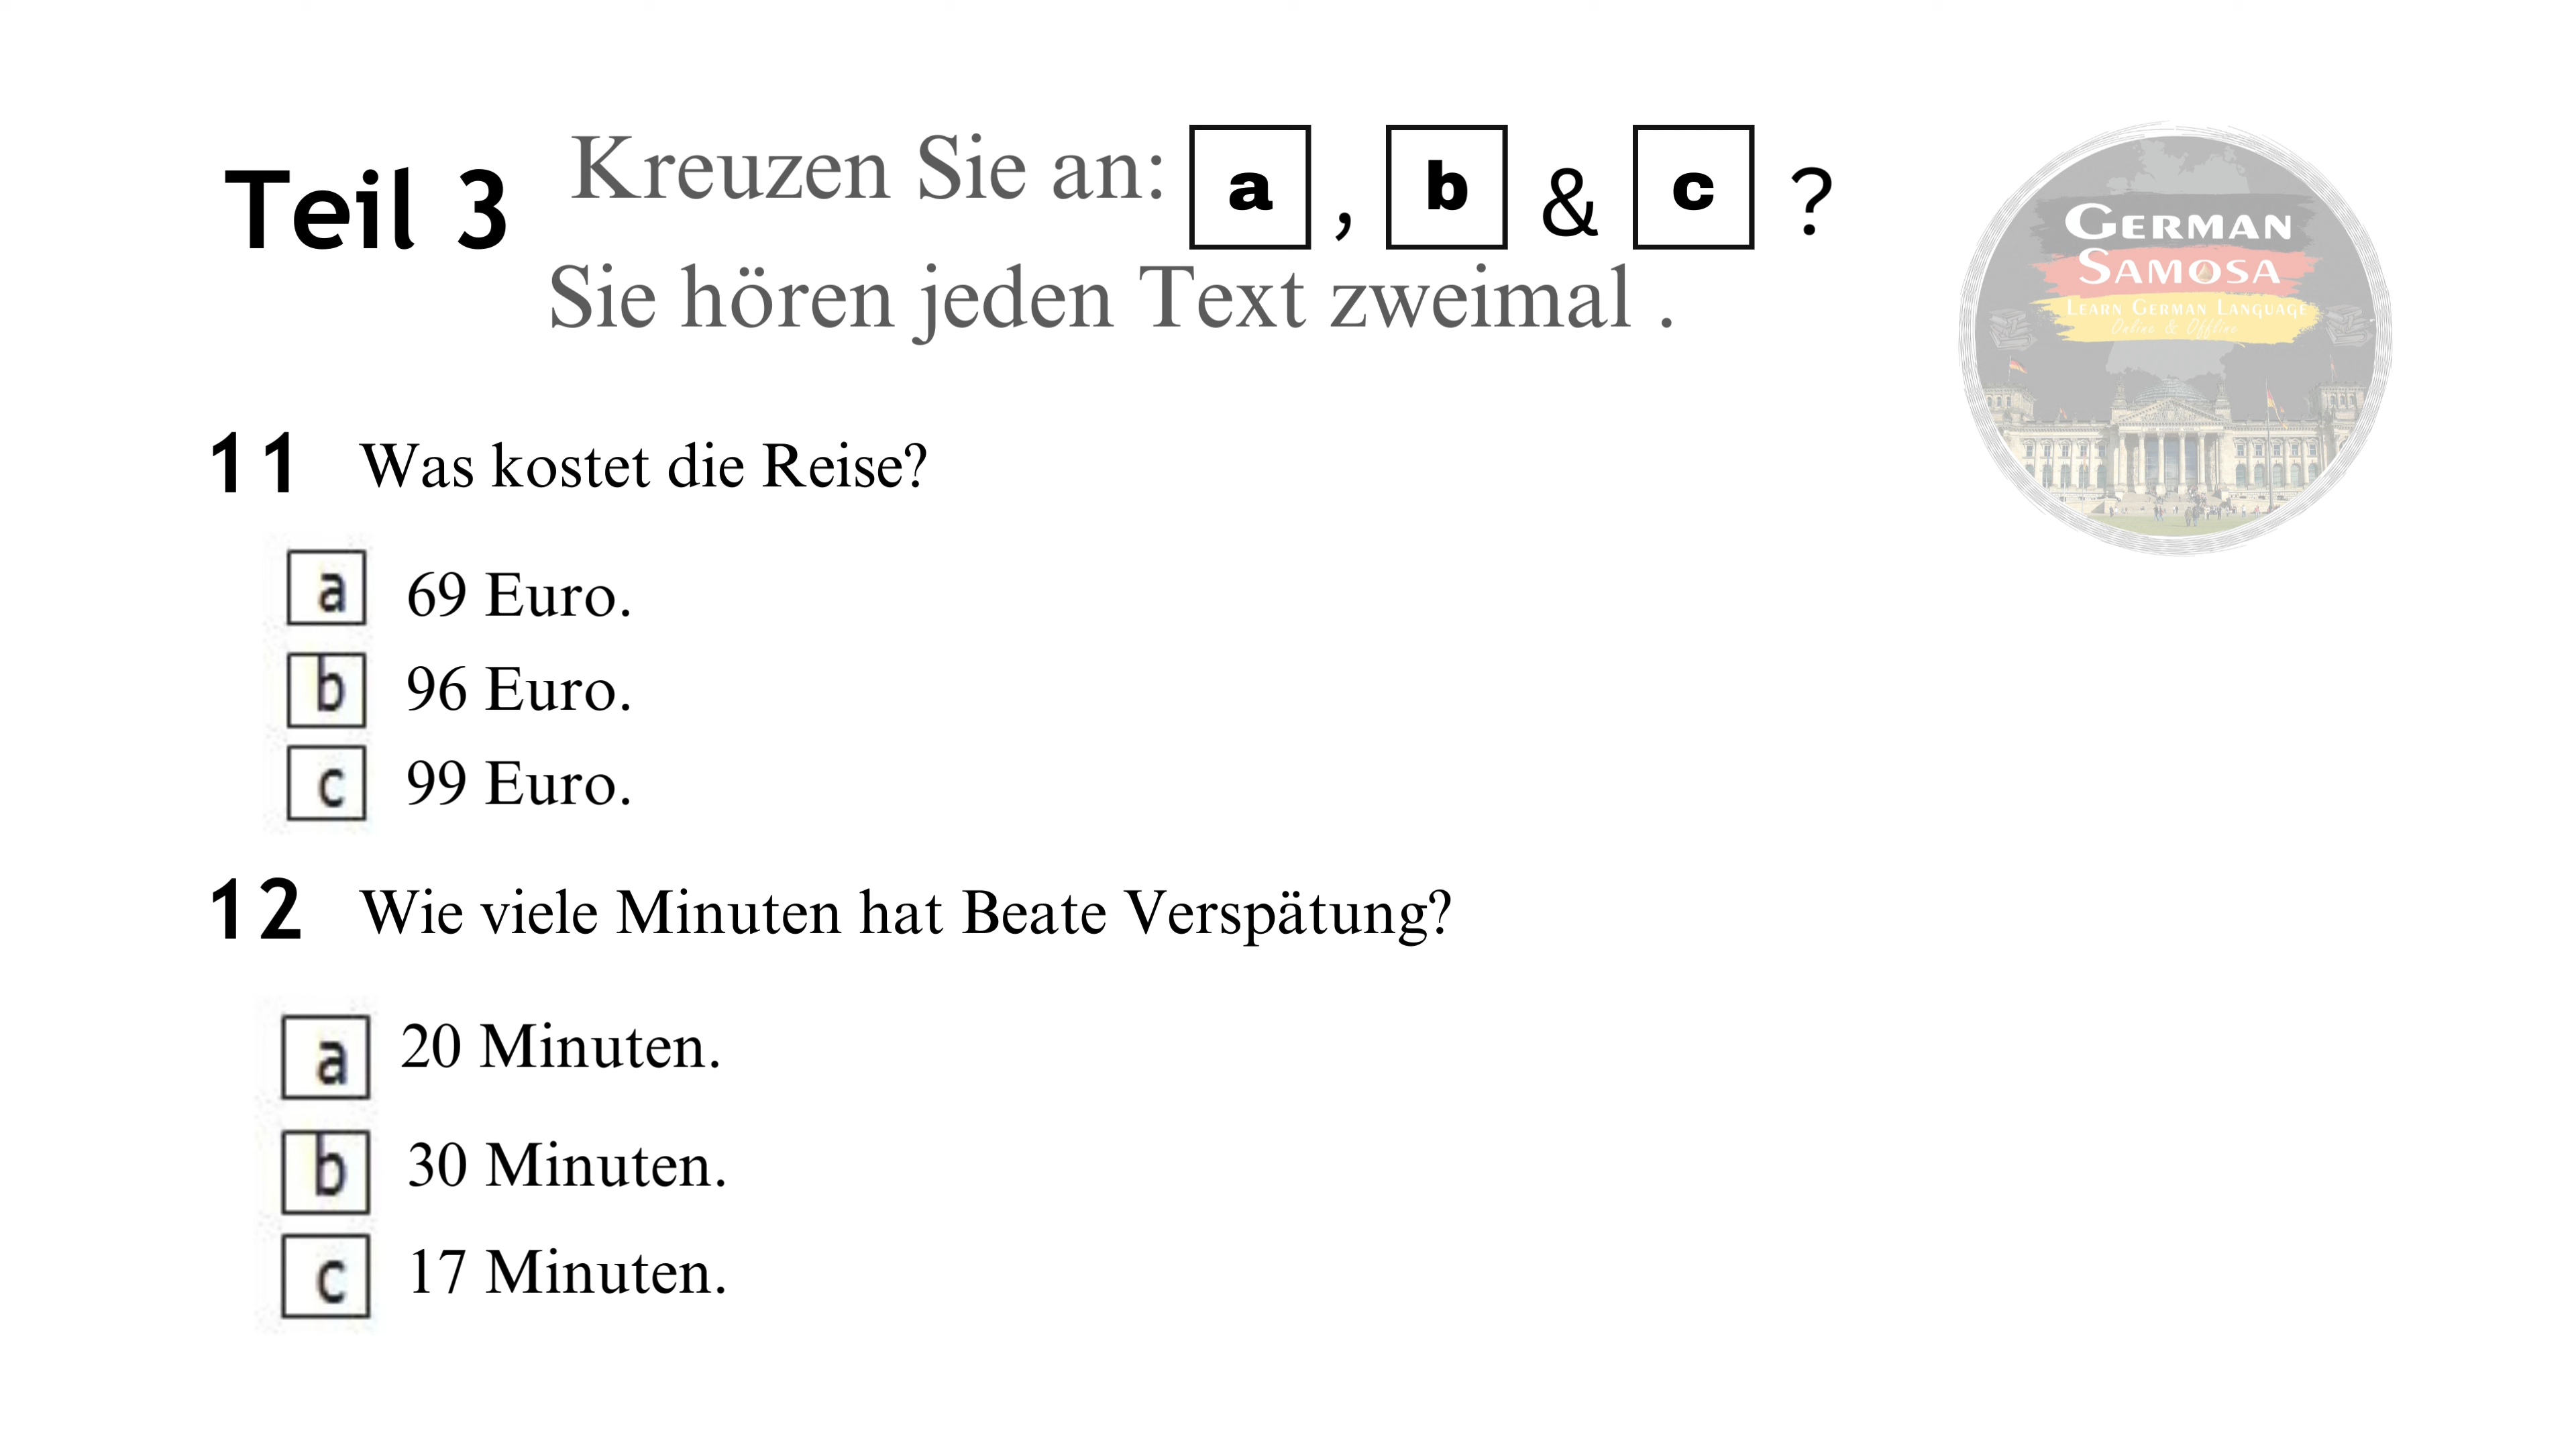 Teil 3 Kreuzen Sie an: a , b & c ?
Sie hören jeden Text zweimal .
GERMAN
SAMOSA
LEARN GERMAN LANGUAGE
Online & Offline
11 Was kostet die Reise?
a 69 Euro.
b 96 Euro.
c 99 Euro.
12 Wie viele Minuten hat Beate Verspätung?
a 20 Minuten.
b 30 Minuten.
c 17 Minuten.